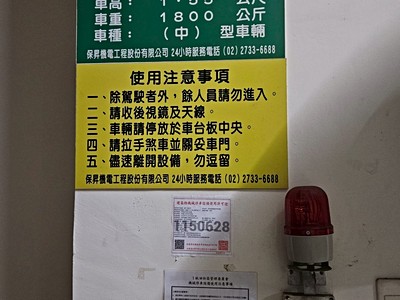 車高： 1．55 公尺
車重： 1800 公斤
車種： （中） 型車輛
保昇機電工程股份有限公司 24小時服務電話 (02) 2733-6688
使用注意事項
一、除駕駛者外，餘人員請勿進入。
二、請收後視鏡及天線。
三、車輛請停放於車台板中央。
四、請拉手煞車並關妥車門。
五、儘速離開設備，勿逗留。
保昇機電工程股份有限公司 24小時服務電話 (02) 2733-6688
1150628